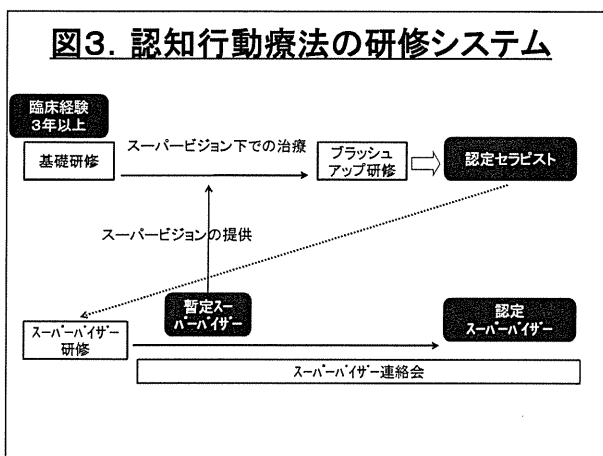 図3. 認知行動療法の研修システム
臨床経験
3年以上
基礎研修
スーパービジョン下での治療
ブラッシュ
アップ研修
認定セラピスト
スーパービジョンの提供
暫定スー
パーバイザー
スーパーバイザー
研修
認定
スーパーバイザー
スーパーバイザー連絡会